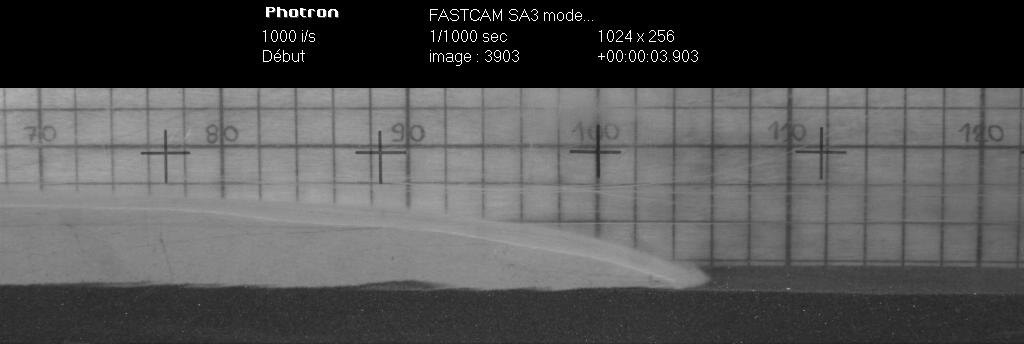 Photron FASTCAM SA3 mode...
1000 i/s 1/1000 sec 1024 x 256
Début image : 3903 +00:00:03.903
70 80 90 100 110 120